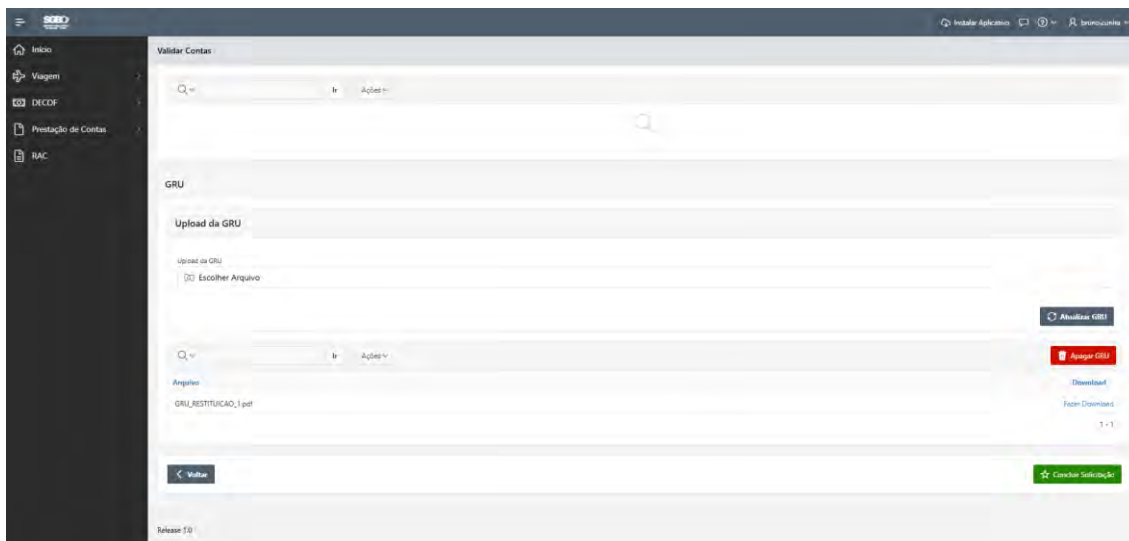 SGBO
Instalar Aplicativo
Início
Viagem
DECOF
Prestação de Contas
RAC
Validar Contas
Ir Ações
GRU
Upload da GRU
Upload da GRU
Escolher Arquivo
Atualizar GRU
Ir Ações
Apagar GRU
Arquivo Download
GRU_RESTITUICAO_1.pdf Fazer Download
1 - 1
Voltar
Concluir Solicitação
Release 1.0